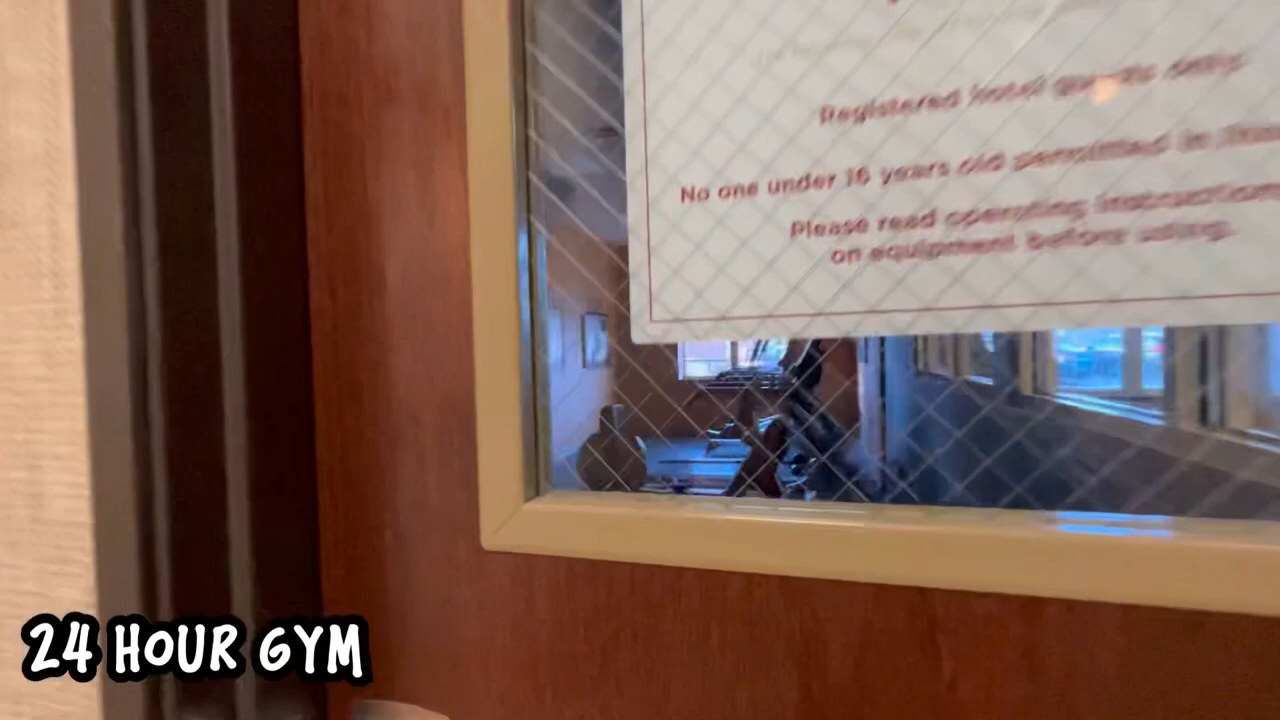 Registered hotel guests only.
No one under 16 years old permitted in
Please read operating instructions
on equipment before using.
24 HOUR GYM